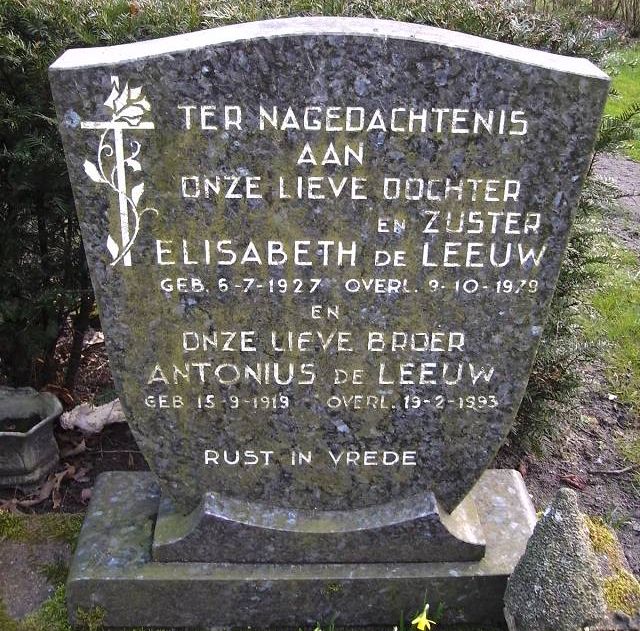 TER NAGEDACHTENIS
AAN
ONZE LIEVE DOCHTER
EN ZUSTER
ELISABETH DE LEEUW
GEB. 6-7-1927 OVERL. 9-10-1979
EN
ONZE LIEVE BROER
ANTONIUS DE LEEUW
GEB 15-9-1919 OVERL. 19-2-1993
RUST IN VREDE